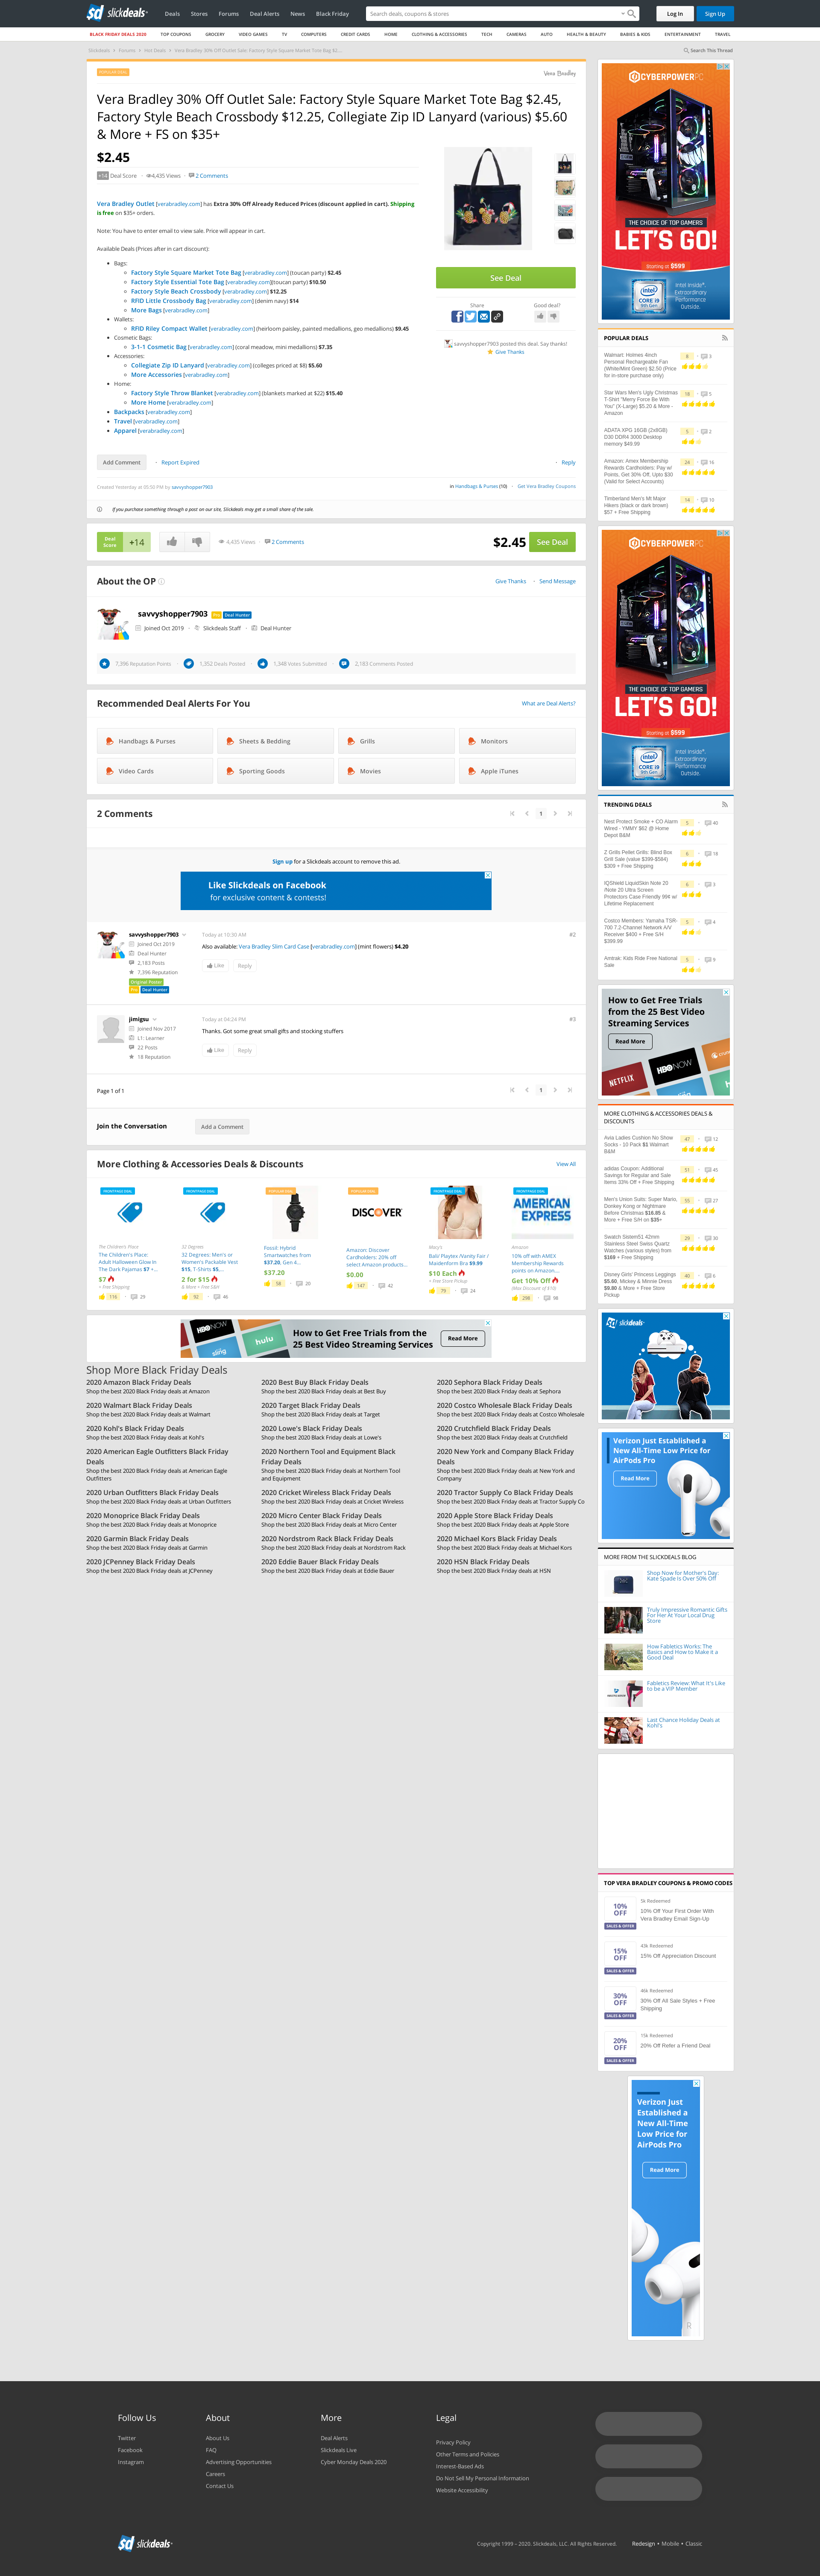 slickdeals
Deals Stores Forums Deal Alerts News Black Friday
Search deals, coupons & stores
Log In Sign Up
BLACK FRIDAY DEALS 2020 TOP COUPONS GROCERY VIDEO GAMES TV COMPUTERS CREDIT CARDS HOME CLOTHING & ACCESSORIES TECH CAMERAS AUTO HEALTH & BEAUTY BABIES & KIDS ENTERTAINMENT TRAVEL
Slickdeals > Forums > Hot Deals > Vera Bradley 30% Off Outlet Sale: Factory Style Square Market Tote Bag $2....
Search This Thread
Vera Bradley
Vera Bradley 30% Off Outlet Sale: Factory Style Square Market Tote Bag $2.45,
Factory Style Beach Crossbody $12.25, Collegiate Zip ID Lanyard (various) $5.60
& More + FS on $35+
$2.45
+14 Deal Score 4,435 Views 2 Comments
Vera Bradley Outlet [verabradley.com] has Extra 30% Off Already Reduced Prices (discount applied in cart). Shipping
is free on $35+ orders.
Note: You have to enter email to view sale. Price will appear in cart.
Available Deals (Prices after in cart discount):
Bags:
Factory Style Square Market Tote Bag [verabradley.com] (toucan party) $2.45
Factory Style Essential Tote Bag [verabradley.com](toucan party) $10.50
Factory Style Beach Crossbody [verabradley.com] $12.25
RFID Little Crossbody Bag [verabradley.com] (denim navy) $14
More Bags [verabradley.com]
Wallets:
RFID Riley Compact Wallet [verabradley.com] (heirloom paisley, painted medallions, geo medallions) $9.45
Cosmetic Bags:
3-1-1 Cosmetic Bag [verabradley.com] (coral meadow, mini medallions) $7.35
Accessories:
Collegiate Zip ID Lanyard [verabradley.com] (colleges priced at $8) $5.60
More Accessories [verabradley.com]
Home:
Factory Style Throw Blanket [verabradley.com] (blankets marked at $22) $15.40
More Home [verabradley.com]
Backpacks [verabradley.com]
Travel [verabradley.com]
Apparel [verabradley.com]
See Deal
Share Good deal?
savvyshopper7903 posted this deal. Say thanks!
Give Thanks
Add Comment Report Expired Reply
Created Yesterday at 05:50 PM by savvyshopper7903
in Handbags & Purses (10) Get Vera Bradley Coupons
If you purchase something through a post on our site, Slickdeals may get a small share of the sale.
Deal
Score +14 4,435 Views 2 Comments $2.45 See Deal
About the OP Give Thanks Send Message
savvyshopper7903 Pro Deal Hunter
Joined Oct 2019 Slickdeals Staff Deal Hunter
7,396 Reputation Points 1,352 Deals Posted 1,348 Votes Submitted 2,183 Comments Posted
Recommended Deal Alerts For You What are Deal Alerts?
Handbags & Purses Sheets & Bedding Grills Monitors
Video Cards Sporting Goods Movies Apple iTunes
2 Comments 1
Sign up for a Slickdeals account to remove this ad.
Like Slickdeals on Facebook
for exclusive content & contests!
savvyshopper7903 Today at 10:30 AM #2
Joined Oct 2019
Deal Hunter
2,183 Posts
7,396 Reputation
Original Poster
Pro Deal Hunter
Also available: Vera Bradley Slim Card Case [verabradley.com] (mint flowers) $4.20
Like Reply
jimigsu Today at 04:24 PM #3
Joined Nov 2017
L1: Learner
22 Posts
18 Reputation
Thanks. Got some great small gifts and stocking stuffers
Like Reply
Page 1 of 1 1
Join the Conversation Add a Comment
More Clothing & Accessories Deals & Discounts View All
The Children's Place
The Children's Place:
Adult Halloween Glow In
The Dark Pajamas $7 +...
$7
+ Free Shipping
116 29
32 Degrees
32 Degrees: Men's or
Women's Packable Vest
$15, T-Shirts $5...
2 for $15
& More + Free S&H
92 46
Fossil: Hybrid
Smartwatches from
$37.20, Gen 4...
$37.20
58 20
DISCOVER
Amazon: Discover
Cardholders: 20% off
select Amazon products,...
$0.00
147 42
Macy's
Bali/ Playtex /Vanity Fair /
Maidenform Bra $9.99
$10 Each
+ Free Store Pickup
79 24
AMERICAN EXPRESS
Amazon
10% off with AMEX
Membership Rewards
points on Amazon...
Get 10% Off
(Max Discount of $10)
298 98
How to Get Free Trials from the
25 Best Video Streaming Services
Read More
Shop More Black Friday Deals
2020 Amazon Black Friday Deals
Shop the best 2020 Black Friday deals at Amazon
2020 Best Buy Black Friday Deals
Shop the best 2020 Black Friday deals at Best Buy
2020 Sephora Black Friday Deals
Shop the best 2020 Black Friday deals at Sephora
2020 Walmart Black Friday Deals
Shop the best 2020 Black Friday deals at Walmart
2020 Target Black Friday Deals
Shop the best 2020 Black Friday deals at Target
2020 Costco Wholesale Black Friday Deals
Shop the best 2020 Black Friday deals at Costco Wholesale
2020 Kohl's Black Friday Deals
Shop the best 2020 Black Friday deals at Kohl's
2020 Lowe's Black Friday Deals
Shop the best 2020 Black Friday deals at Lowe's
2020 Crutchfield Black Friday Deals
Shop the best 2020 Black Friday deals at Crutchfield
2020 American Eagle Outfitters Black Friday
Deals
Shop the best 2020 Black Friday deals at American Eagle
Outfitters
2020 Northern Tool and Equipment Black
Friday Deals
Shop the best 2020 Black Friday deals at Northern Tool
and Equipment
2020 New York and Company Black Friday
Deals
Shop the best 2020 Black Friday deals at New York and
Company
2020 Urban Outfitters Black Friday Deals
Shop the best 2020 Black Friday deals at Urban Outfitters
2020 Cricket Wireless Black Friday Deals
Shop the best 2020 Black Friday deals at Cricket Wireless
2020 Tractor Supply Co Black Friday Deals
Shop the best 2020 Black Friday deals at Tractor Supply Co
2020 Monoprice Black Friday Deals
Shop the best 2020 Black Friday deals at Monoprice
2020 Micro Center Black Friday Deals
Shop the best 2020 Black Friday deals at Micro Center
2020 Apple Store Black Friday Deals
Shop the best 2020 Black Friday deals at Apple Store
2020 Garmin Black Friday Deals
Shop the best 2020 Black Friday deals at Garmin
2020 Nordstrom Rack Black Friday Deals
Shop the best 2020 Black Friday deals at Nordstrom Rack
2020 Michael Kors Black Friday Deals
Shop the best 2020 Black Friday deals at Michael Kors
2020 JCPenney Black Friday Deals
Shop the best 2020 Black Friday deals at JCPenney
2020 Eddie Bauer Black Friday Deals
Shop the best 2020 Black Friday deals at Eddie Bauer
2020 HSN Black Friday Deals
Shop the best 2020 Black Friday deals at HSN
CYBERPOWERPC
THE CHOICE OF TOP GAMERS
LET'S GO!
Starting at $599
Intel Inside®.
Extraordinary
Performance
Outside.
POPULAR DEALS
Walmart: Holmes 4inch
Personal Rechargeable Fan
(White/Mint Green) $2.50 (Price
for in-store purchase only)
8 3
Star Wars Men's Ugly Christmas
T-Shirt "Merry Force Be With
You" (X-Large) $5.20 & More -
Amazon
18 5
ADATA XPG 16GB (2x8GB)
D30 DDR4 3000 Desktop
memory $49.99
5 2
Amazon: Amex Membership
Rewards Cardholders: Pay w/
Points, Get 30% Off, Upto $30
(Valid for Select Accounts)
24 16
Timberland Men's Mt Major
Hikers (black or dark brown)
$57 + Free Shipping
14 10
CYBERPOWERPC
THE CHOICE OF TOP GAMERS
LET'S GO!
Starting at $599
Intel Inside®.
Extraordinary
Performance
Outside.
TRENDING DEALS
Nest Protect Smoke + CO Alarm
Wired - YMMV $62 @ Home
Depot B&M
5 40
Z Grills Pellet Grills: Blind Box
Grill Sale (value $399-$584)
$309 + Free Shipping
6 18
IQShield LiquidSkin Note 20
/Note 20 Ultra Screen
Protectors Case Friendly 99¢ w/
Lifetime Replacement
6 3
Costco Members: Yamaha TSR-
700 7.2-Channel Network A/V
Receiver $400 + Free S/H
$399.99
5 4
Amtrak: Kids Ride Free National
Sale
5 9
How to Get Free Trials
from the 25 Best Video
Streaming Services
Read More
NETFLIX HBO
MORE CLOTHING & ACCESSORIES DEALS &
DISCOUNTS
Avia Ladies Cushion No Show
Socks - 10 Pack $1 Walmart
B&M
47 12
adidas Coupon: Additional
Savings for Regular and Sale
Items 33% Off + Free Shipping
51 45
Men's Union Suits: Super Mario,
Donkey Kong or Nightmare
Before Christmas $16.85 &
More + Free S/H on $35+
55 27
Swatch Sistem51 42mm
Stainless Steel Swiss Quartz
Watches (various styles) from
$169 + Free Shipping
29 30
Disney Girls' Princess Leggings
$5.60, Mickey & Minnie Dress
$9.80 & More + Free Store
Pickup
40 6
slickdeals
Verizon Just Established a
New All-Time Low Price for
AirPods Pro
Read More
MORE FROM THE SLICKDEALS BLOG
Shop Now for Mother's Day:
Kate Spade Is Over 50% Off
Truly Impressive Romantic Gifts
For Her At Your Local Drug
Store
How Fabletics Works: The
Basics and How to Make it a
Good Deal
Fabletics Review: What It's Like
to be a VIP Member
Last Chance Holiday Deals at
Kohl's
TOP VERA BRADLEY COUPONS & PROMO CODES
10%
OFF
SALES & OFFER
5k Redeemed
10% Off Your First Order With
Vera Bradley Email Sign-Up
15%
OFF
SALES & OFFER
43k Redeemed
15% Off Appreciation Discount
30%
OFF
SALES & OFFER
46k Redeemed
30% Off All Sale Styles + Free
Shipping
20%
OFF
SALES & OFFER
15k Redeemed
20% Off Refer a Friend Deal
Verizon Just
Established a
New All-Time
Low Price for
AirPods Pro
Read More
Follow Us
Twitter
Facebook
Instagram
About
About Us
FAQ
Advertising Opportunities
Careers
Contact Us
More
Deal Alerts
Slickdeals Live
Cyber Monday Deals 2020
Legal
Privacy Policy
Other Terms and Policies
Interest-Based Ads
Do Not Sell My Personal Information
Website Accessibility
slickdeals
Copyright 1999 – 2020. Slickdeals, LLC. All Rights Reserved. Redesign • Mobile • Classic